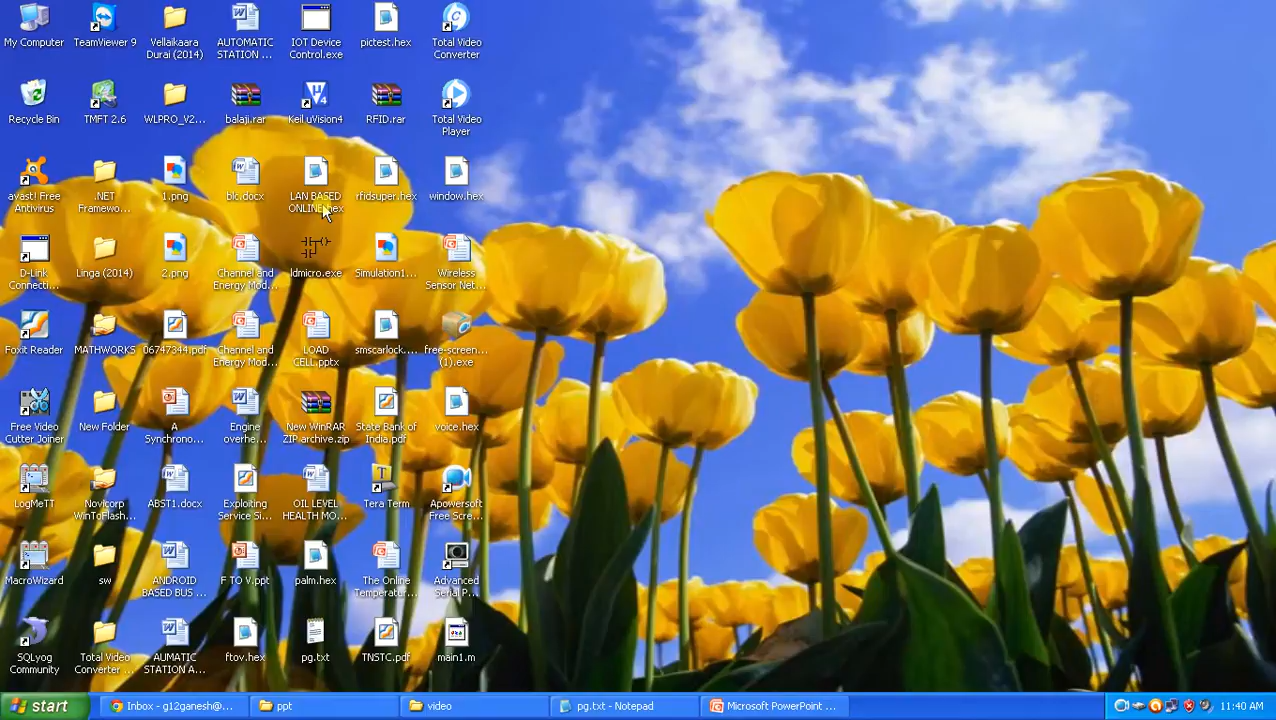 My Computer
TeamViewer 9
Vellaikaara
Durai (2014)
AUTOMATIC
STATION ...
IOT Device
Control.exe
pictest.hex
Total Video
Converter
Recycle Bin
TMFT 2.6
WLPRO_V2...
balaji.rar
Keil uVision4
RFID.rar
Total Video
Player
avast! Free
Antivirus
.NET
Framewo...
1.png
blc.docx
LAN BASED
ONLINE.hex
rfidsuper.hex
window.hex
D-Link
Connecti...
Linga (2014)
2.png
Channel and
Energy Mod...
ldmicro.exe
Simulation1...
Wireless
Sensor Net...
Foxit Reader
MATHWORKS
06747344.pdf
Channel and
Energy Mod...
LOAD
CELL.pptx
smscarlock....
free-screen...
(1).exe
Free Video
Cutter Joiner
New Folder
A
Synchrono...
Engine
overhe...
New WinRAR
ZIP archive.zip
State Bank of
India.pdf
voice.hex
LogMeTT
Novicorp
WinToFlash...
ABST1.docx
Exploiting
Service Si...
OIL LEVEL
HEALTH MO...
Tera Term
Apowersoft
Free Scre...
MacroWizard
sw
ANDROID
BASED BUS ...
F TO V.ppt
palm.hex
The Online
Temperatur...
Advanced
Serial P...
SQLyog
Community
Total Video
Converter ...
AUMATIC
STATION A...
ftov.hex
pg.txt
TNSTC.pdf
main1.m
start
Inbox - g12ganesh@...
ppt
video
pg.txt - Notepad
Microsoft PowerPoint ...
11:40 AM